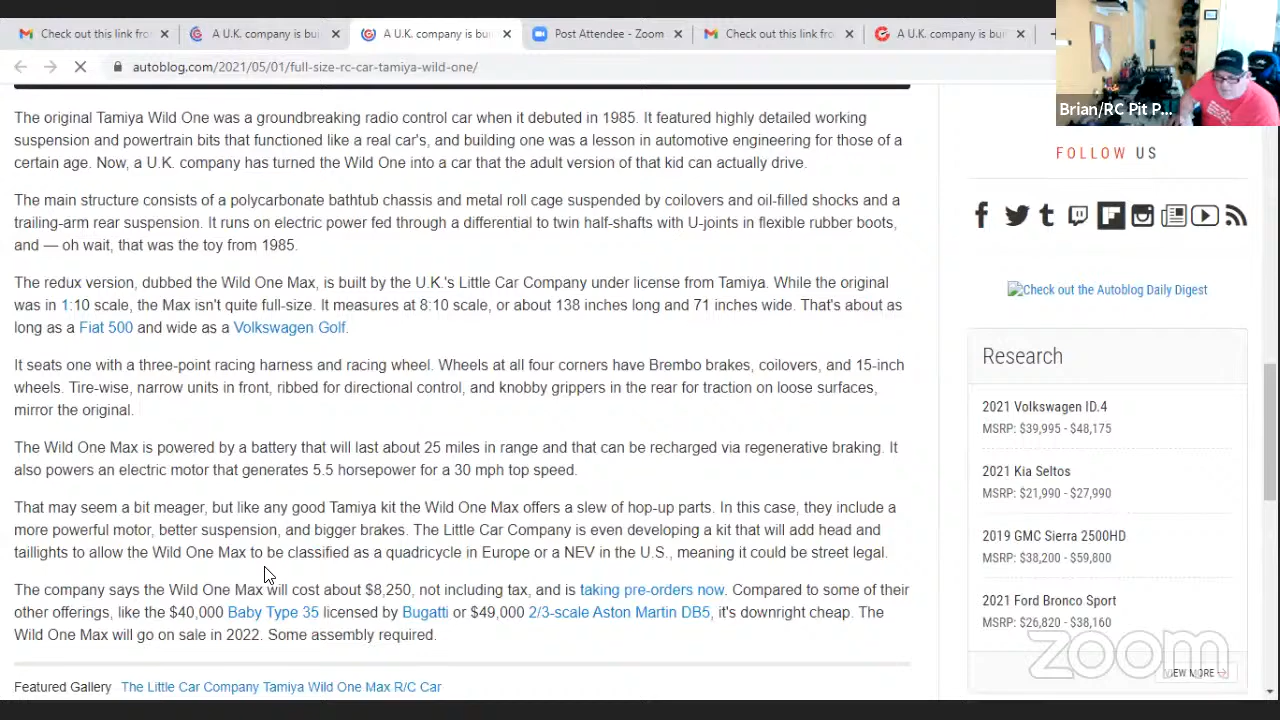 Check out this link fro
A U.K. company is bu
A U.K. company is bu
Post Attendee - Zoom
Check out this link fro
A U.K. company is bu
autoblog.com/2021/05/01/full-size-rc-car-tamiya-wild-one/
Brian/RC Pit P...
The original Tamiya Wild One was a groundbreaking radio control car when it debuted in 1985. It featured highly detailed working
suspension and powertrain bits that functioned like a real car's, and building one was a lesson in automotive engineering for those of a
certain age. Now, a U.K. company has turned the Wild One into a car that the adult version of that kid can actually drive.
The main structure consists of a polycarbonate bathtub chassis and metal roll cage suspended by coilovers and oil-filled shocks and a
trailing-arm rear suspension. It runs on electric power fed through a differential to twin half-shafts with U-joints in flexible rubber boots,
and — oh wait, that was the toy from 1985.
The redux version, dubbed the Wild One Max, is built by the U.K.'s Little Car Company under license from Tamiya. While the original
was in 1:10 scale, the Max isn't quite full-size. It measures at 8:10 scale, or about 138 inches long and 71 inches wide. That's about as
long as a Fiat 500 and wide as a Volkswagen Golf.
It seats one with a three-point racing harness and racing wheel. Wheels at all four corners have Brembo brakes, coilovers, and 15-inch
wheels. Tire-wise, narrow units in front, ribbed for directional control, and knobby grippers in the rear for traction on loose surfaces,
mirror the original.
The Wild One Max is powered by a battery that will last about 25 miles in range and that can be recharged via regenerative braking. It
also powers an electric motor that generates 5.5 horsepower for a 30 mph top speed.
That may seem a bit meager, but like any good Tamiya kit the Wild One Max offers a slew of hop-up parts. In this case, they include a
more powerful motor, better suspension, and bigger brakes. The Little Car Company is even developing a kit that will add head and
taillights to allow the Wild One Max to be classified as a quadricycle in Europe or a NEV in the U.S., meaning it could be street legal.
The company says the Wild One Max will cost about $8,250, not including tax, and is taking pre-orders now. Compared to some of their
other offerings, like the $40,000 Baby Type 35 licensed by Bugatti or $49,000 2/3-scale Aston Martin DB5, it's downright cheap. The
Wild One Max will go on sale in 2022. Some assembly required.
Featured Gallery The Little Car Company Tamiya Wild One Max R/C Car
FOLLOW US
Check out the Autoblog Daily Digest
Research
2021 Volkswagen ID.4
MSRP: $39,995 - $48,175
2021 Kia Seltos
MSRP: $21,990 - $27,990
2019 GMC Sierra 2500HD
MSRP: $38,200 - $59,800
2021 Ford Bronco Sport
MSRP: $26,820 - $38,160
zoom
VIEW MORE